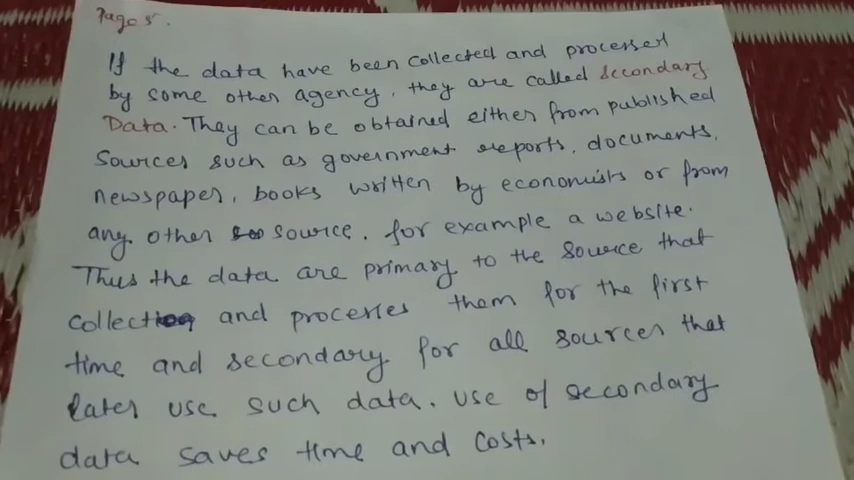 Page 5.
If the data have been collected and processed
by some other agency, they are called Secondary
Data. They can be obtained either from published
Sources such as government reports, documents,
newspaper, books written by economists or from
any other source, for example a website.
Thus the data are primary to the source that
collect and processes them for the first
time and secondary for all sources that
later use such data. Use of secondary
data saves time and costs.